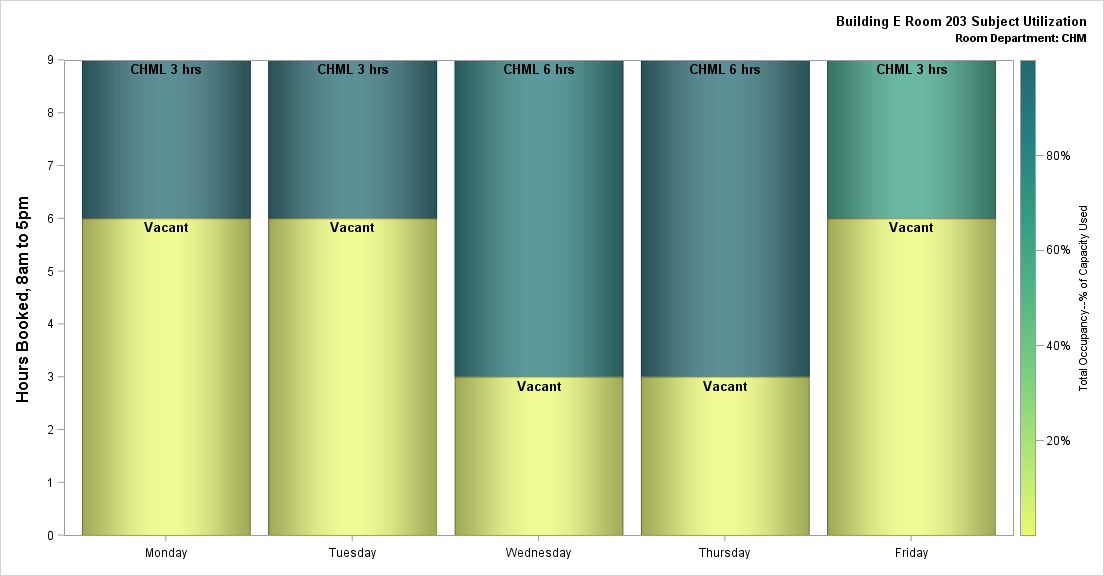 Building E Room 203 Subject Utilization
Room Department: CHM
Hours Booked, 8am to 5pm
9
8
7
6
5
4
3
2
1
0
CHML 3 hrs
Vacant
CHML 3 hrs
Vacant
CHML 6 hrs
Vacant
CHML 6 hrs
Vacant
CHML 3 hrs
Vacant
Monday
Tuesday
Wednesday
Thursday
Friday
80%
60%
40%
20%
Total Occupancy--% of Capacity Used